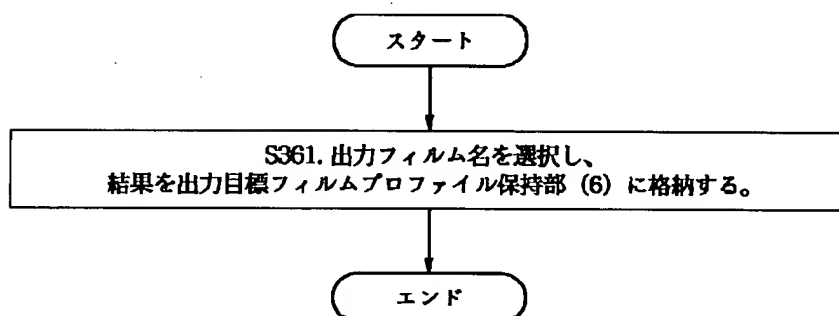 スタート
S361. 出力フィルム名を選択し、
結果を出力目標フィルムプロファイル保持部（6）に格納する。
エンド